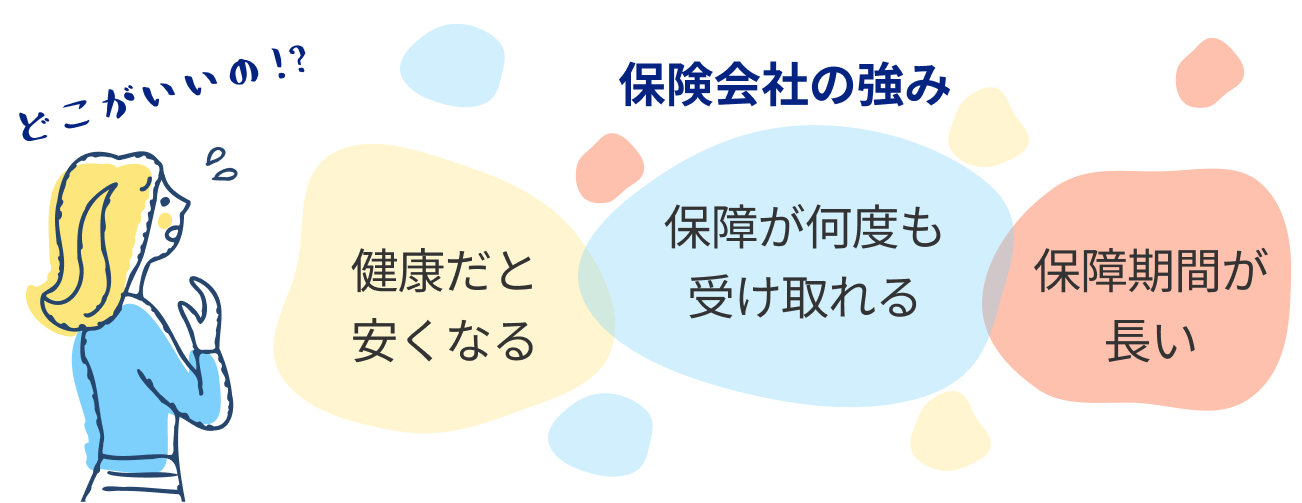 どこがいいの!?
保険会社の強み
健康だと
安くなる
保障が何度も
受け取れる
保障期間が
長い